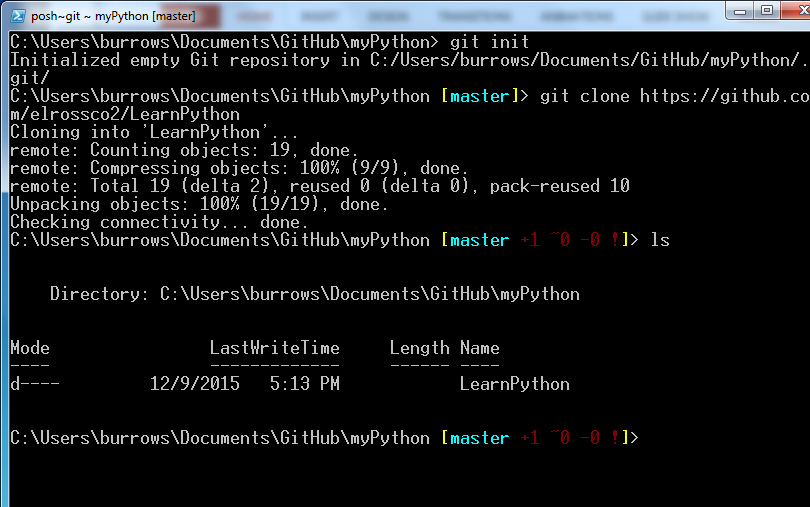 posh~git ~ myPython [master]
C:\Users\burrows\Documents\GitHub\myPython> git init
Initialized empty Git repository in C:/Users/burrows/Documents/GitHub/myPython/.
git/
C:\Users\burrows\Documents\GitHub\myPython [master]> git clone https://github.co
m/elrossco2/LearnPython
Cloning into 'LearnPython'...
remote: Counting objects: 19, done.
remote: Compressing objects: 100% (9/9), done.
remote: Total 19 (delta 2), reused 0 (delta 0), pack-reused 10
Unpacking objects: 100% (19/19), done.
Checking connectivity... done.
C:\Users\burrows\Documents\GitHub\myPython [master +1 ~0 -0 !]> ls
Directory: C:\Users\burrows\Documents\GitHub\myPython
Mode LastWriteTime Length Name
---- ------------- ------ ----
d---- 12/9/2015 5:13 PM LearnPython
C:\Users\burrows\Documents\GitHub\myPython [master +1 ~0 -0 !]>